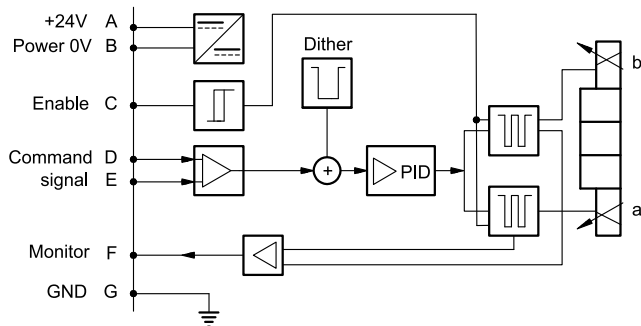 +24V A
Power 0V B
Dither
b
Enable C
Command D
signal E
+
PID
a
Monitor F
GND G